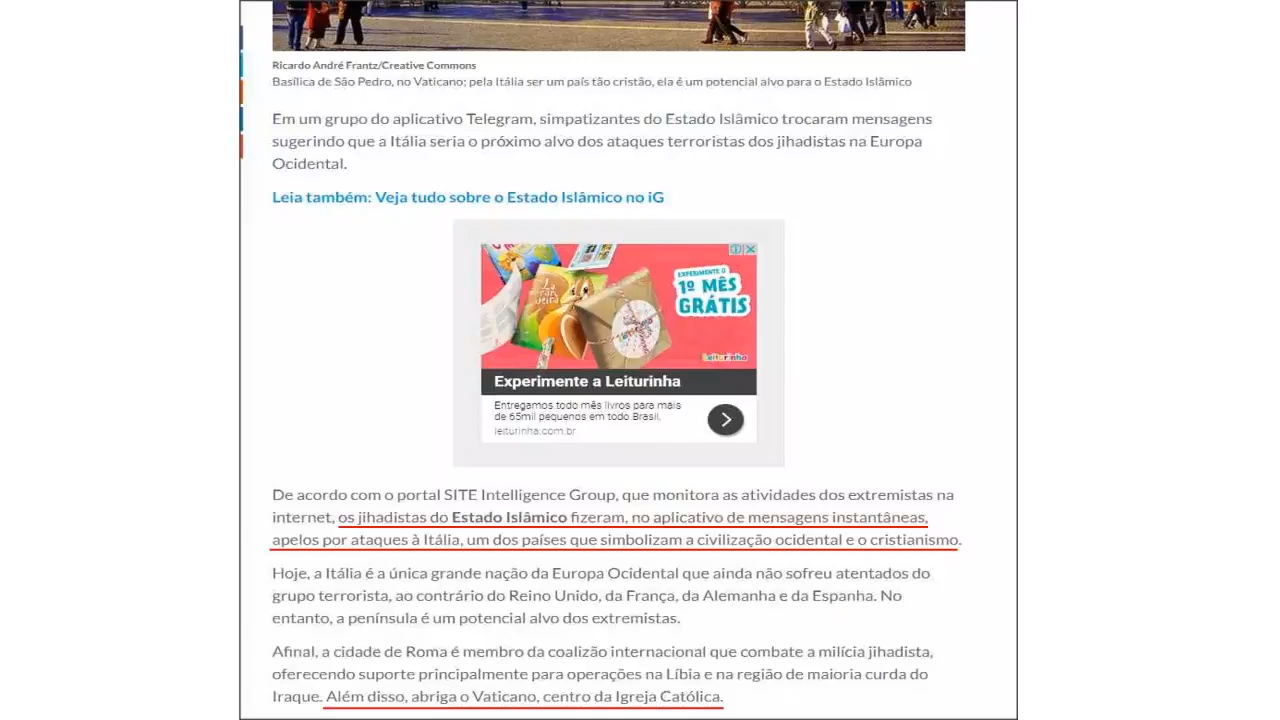 Ricardo André Frantz/Creative Commons
Basílica de São Pedro, no Vaticano; pela Itália ser um país tão cristão, ela é um potencial alvo para o Estado Islâmico
Em um grupo do aplicativo Telegram, simpatizantes do Estado Islâmico trocaram mensagens
sugerindo que a Itália seria o próximo alvo dos ataques terroristas dos jihadistas na Europa
Ocidental.
Leia também: Veja tudo sobre o Estado Islâmico no iG
EXPERIMENTE O
1º MÊS
GRÁTIS
Leiturinha
Experimente a Leiturinha
Entregamos todo mês livros para mais
de 65mil pequenos em todo Brasil.
leiturinha.com.br
De acordo com o portal SITE Intelligence Group, que monitora as atividades dos extremistas na
internet, os jihadistas do Estado Islâmico fizeram, no aplicativo de mensagens instantâneas,
apelos por ataques à Itália, um dos países que simbolizam a civilização ocidental e o cristianismo.
Hoje, a Itália é a única grande nação da Europa Ocidental que ainda não sofreu atentados do
grupo terrorista, ao contrário do Reino Unido, da França, da Alemanha e da Espanha. No
entanto, a península é um potencial alvo dos extremistas.
Afinal, a cidade de Roma é membro da coalizão internacional que combate a milícia jihadista,
oferecendo suporte principalmente para operações na Líbia e na região de maioria curda do
Iraque. Além disso, abriga o Vaticano, centro da Igreja Católica.